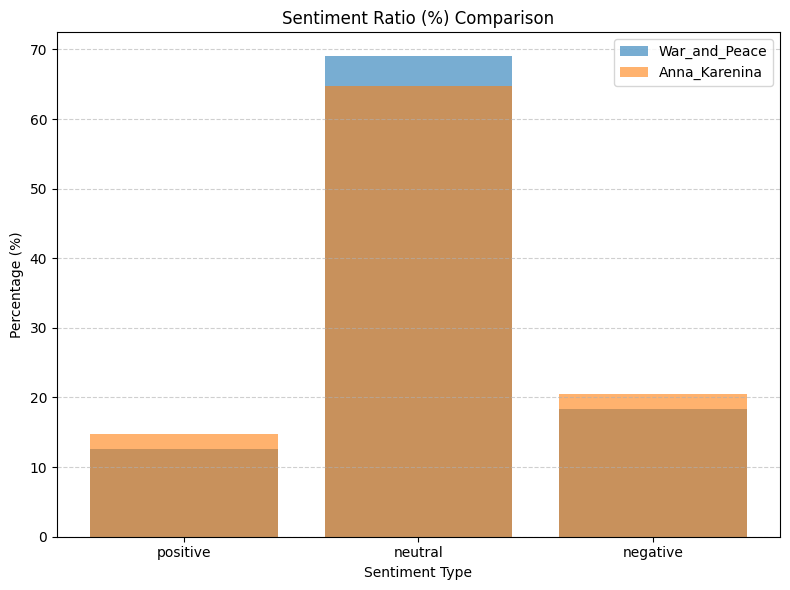 Sentiment Ratio (%) Comparison
War_and_Peace
Anna_Karenina
Percentage (%)
70
60
50
40
30
20
10
0
positive
neutral
negative
Sentiment Type